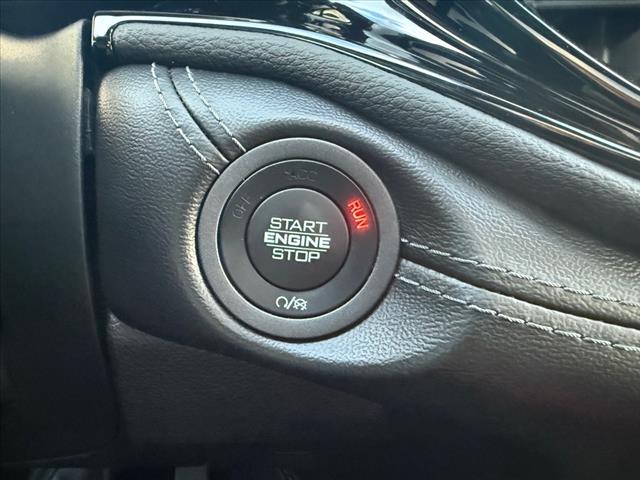 OFF ACC RUN
START
ENGINE
STOP